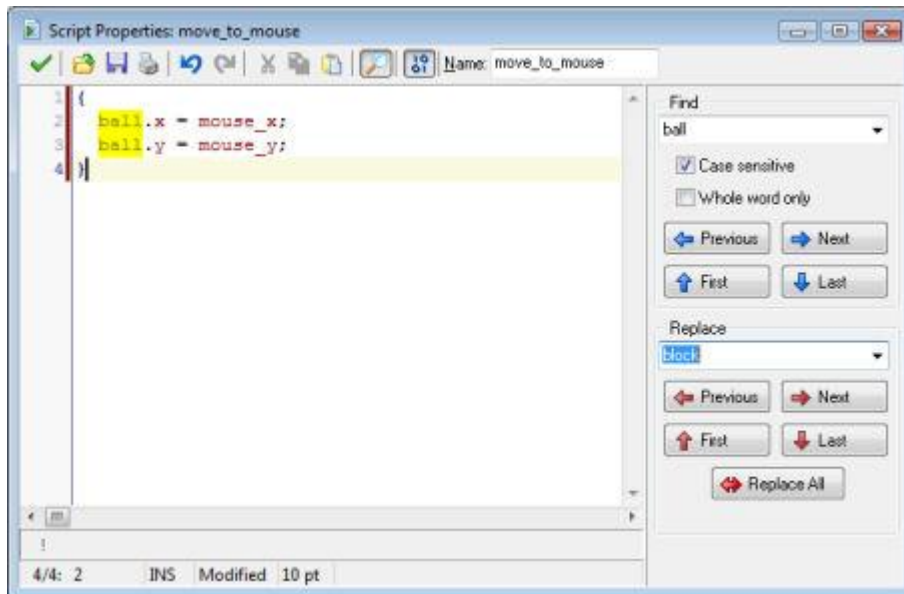 Script Properties: move_to_mouse
Name: move_to_mouse
1 {
2 ball.x = mouse_x;
3 ball.y = mouse_y;
4 }
Find
ball
Case sensitive
Whole word only
Previous Next
First Last
Replace
block
Previous Next
First Last
Replace All
!
4/4: 2 INS Modified 10 pt